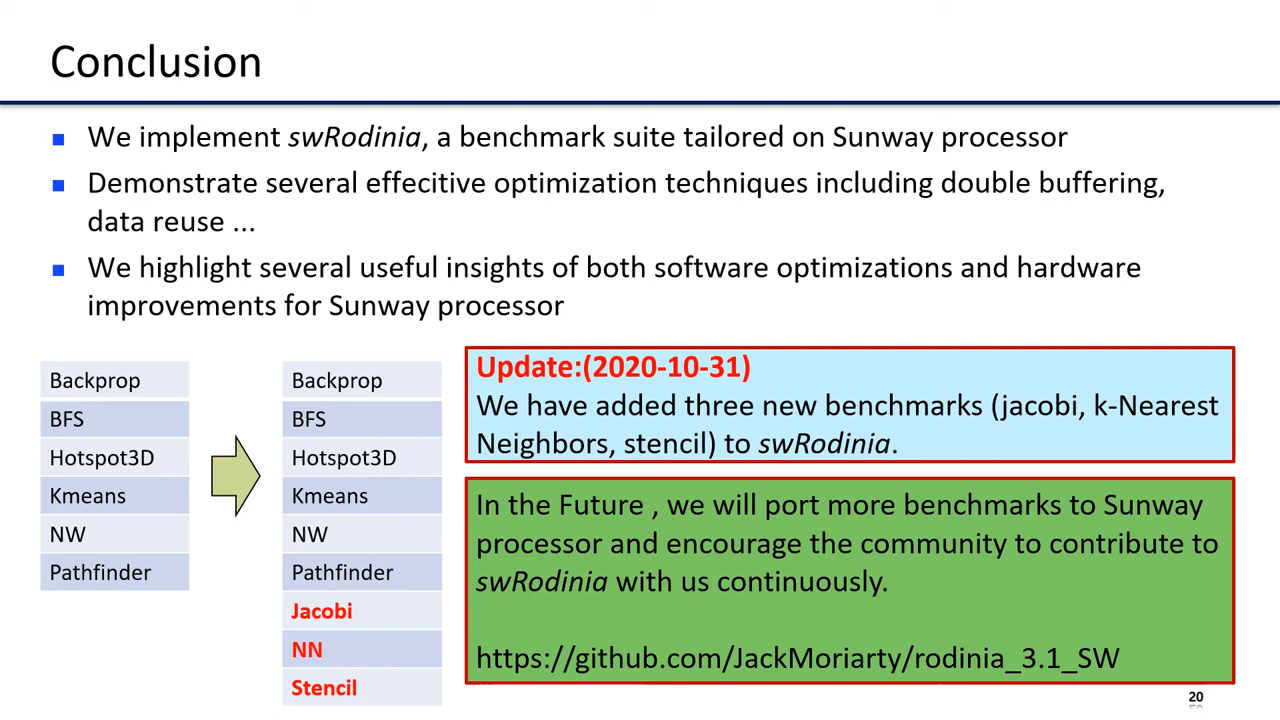 Conclusion
We implement swRodinia, a benchmark suite tailored on Sunway processor
Demonstrate several effecitive optimization techniques including double buffering,
data reuse ...
We highlight several useful insights of both software optimizations and hardware
improvements for Sunway processor
Backprop
BFS
Hotspot3D
Kmeans
NW
Pathfinder
Backprop
BFS
Hotspot3D
Kmeans
NW
Pathfinder
Jacobi
NN
Stencil
Update:(2020-10-31)
We have added three new benchmarks (jacobi, k-Nearest
Neighbors, stencil) to swRodinia.
In the Future , we will port more benchmarks to Sunway
processor and encourage the community to contribute to
swRodinia with us continuously.
https://github.com/JackMoriarty/rodinia_3.1_SW
20